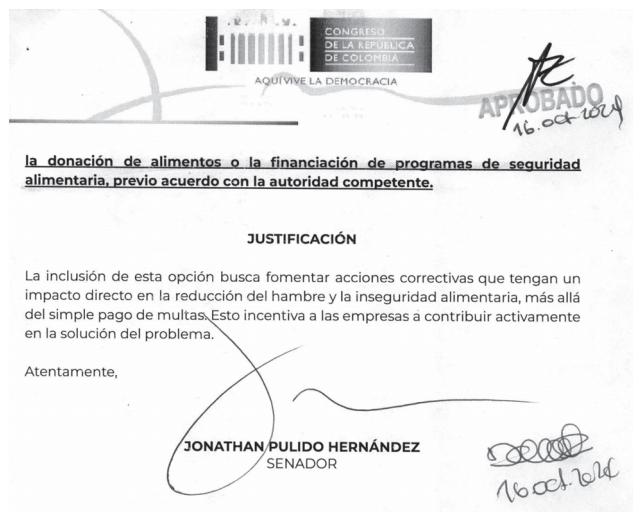 CONGRESO
DE LA REPÚBLICA
DE COLOMBIA
AQUÍ VIVE LA DEMOCRACIA
APROBADO
16.oct 2024
la donación de alimentos o la financiación de programas de seguridad
alimentaria, previo acuerdo con la autoridad competente.
JUSTIFICACIÓN
La inclusión de esta opción busca fomentar acciones correctivas que tengan un
impacto directo en la reducción del hambre y la inseguridad alimentaria, más allá
del simple pago de multas. Esto incentiva a las empresas a contribuir activamente
en la solución del problema.
Atentamente,
JONATHAN PULIDO HERNÁNDEZ
SENADOR
16.oct.2024